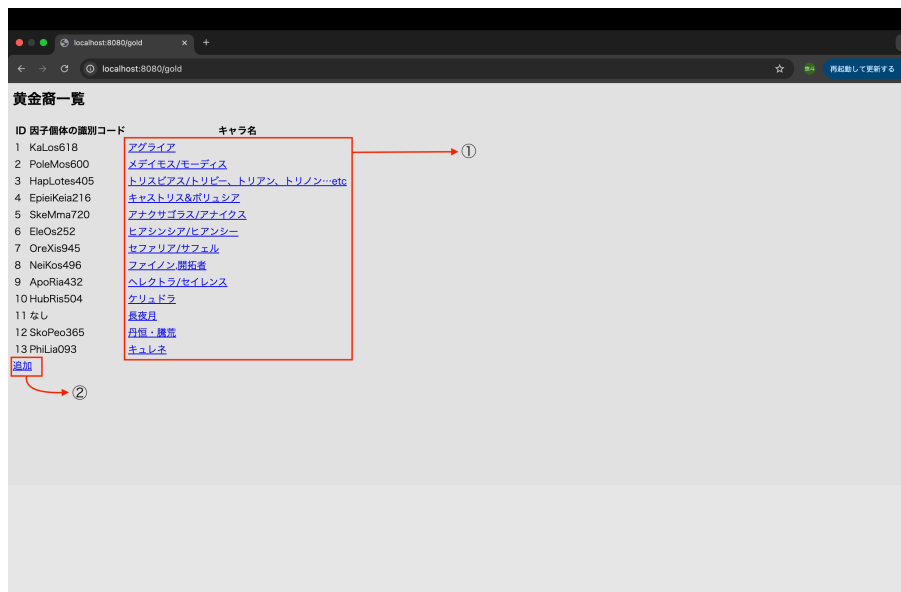 localhost:8080/gold
localhost:8080/gold
再起動して更新する
黄金裔一覧
ID 因子個体の識別コード キャラ名
1 KaLos618 アグライア
2 PoleMos600 メデイモス/モーディス
3 HapLotes405 トリスビアス/トリビー、トリアン、トリノン…etc
4 EpieiKeia216 キャストリス&ポリュシア
5 SkeMma720 アナクサゴラス/アナイクス
6 EleOs252 ヒアシンシア/ヒアンシー
7 OreXis945 セファリア/サフェル
8 NeiKos496 ファイノン,開拓者
9 ApoRia432 ヘレクトラ/セイレンス
10 HubRis504 ケリュドラ
11 なし 長夜月
12 SkoPeo365 丹恒・騰荒
13 PhiLia093 キュレネ
追加
①
②